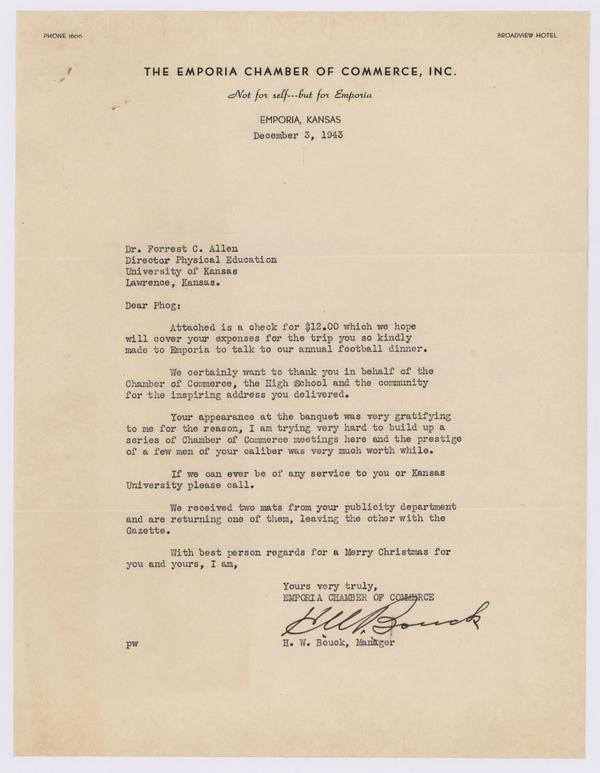 PHONE 1600
BROADVIEW HOTEL
THE EMPORIA CHAMBER OF COMMERCE, INC.
Not for self---but for Emporia
EMPORIA, KANSAS
December 3, 1943
Dr. Forrest C. Allen
Director Physical Education
University of Kansas
Lawrence, Kansas.
Dear Phog:
Attached is a check for $12.00 which we hope
will cover your expenses for the trip you so kindly
made to Emporia to talk to our annual football dinner.
We certainly want to thank you in behalf of the
Chamber of Commerce, the High School and the community
for the inspiring address you delivered.
Your appearance at the banquet was very gratifying
to me for the reason, I am trying very hard to build up a
series of Chamber of Commerce meetings here and the prestige
of a few men of your caliber was very much worth while.
If we can ever be of any service to you or Kansas
University please call.
We received two mats from your publicity department
and are returning one of them, leaving the other with the
Gazette.
With best person regards for a Merry Christmas for
you and yours, I am,
Yours very truly,
EMPORIA CHAMBER OF COMMERCE
H. W. Bouck
pw
H. W. Bouck, Manager